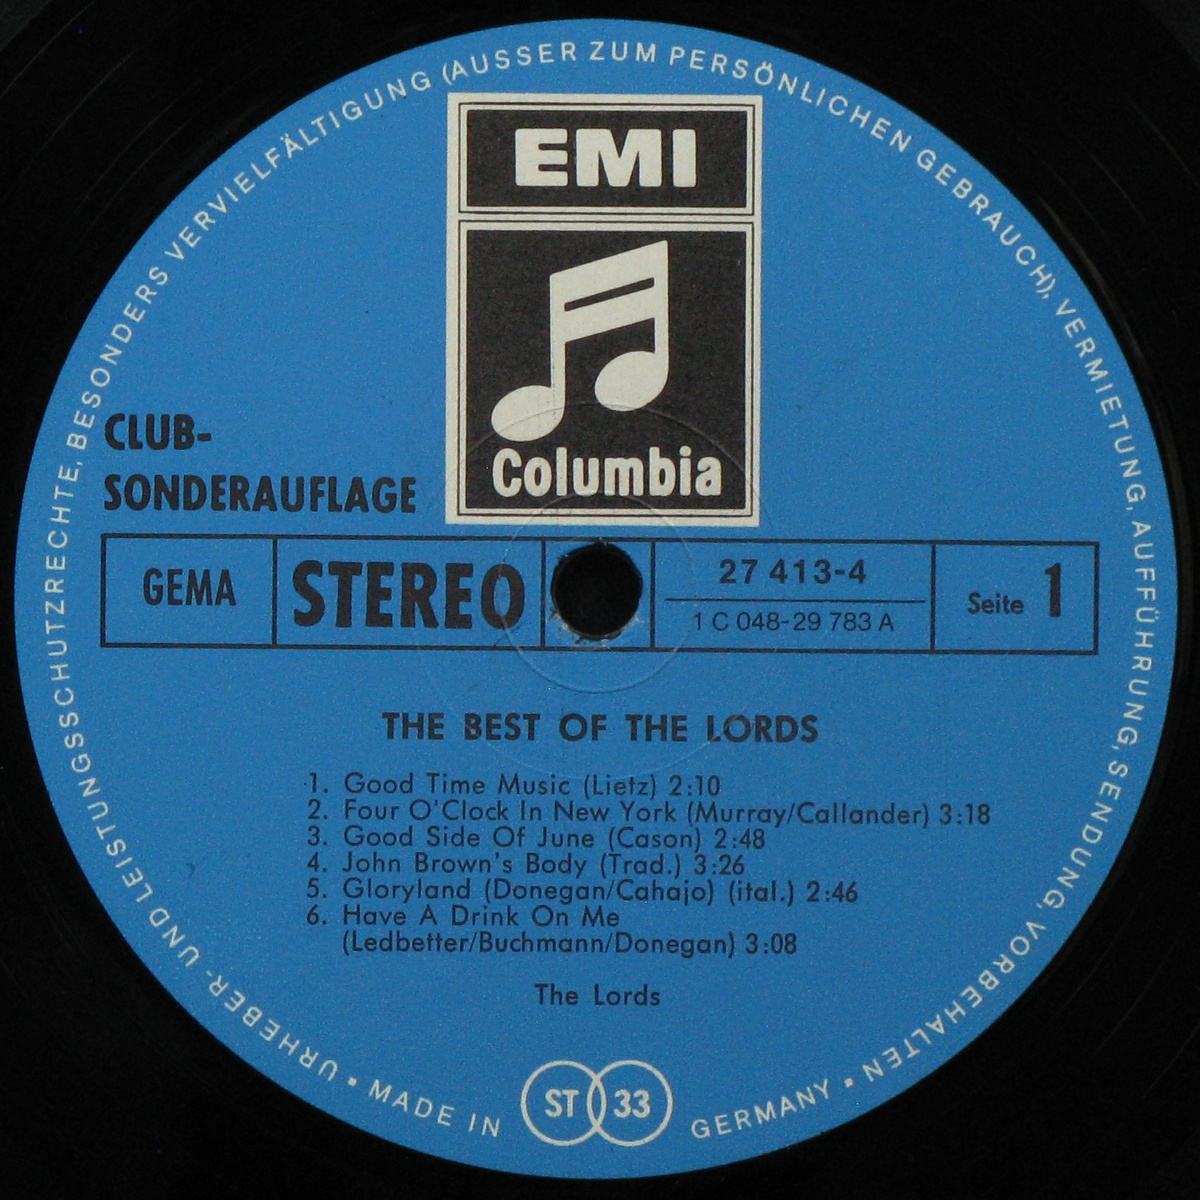 URHEBER- UND LEISTUNGSSCHUTZRECHTE, BESONDERS VERVIELFÄLTIGUNG (AUSSER ZUM PERSÖNLICHEN GEBRAUCH), VERMIETUNG, AUFFÜHRUNG, SENDUNG, VORBEHALTEN
EMI
Columbia
CLUB-
SONDERAUFLAGE
GEMA STEREO 27 413-4 Seite 1
1 C 048-29 783 A
THE BEST OF THE LORDS
1. Good Time Music (Lietz) 2:10
2. Four O'Clock In New York (Murray/Callander) 3:18
3. Good Side Of June (Cason) 2:48
4. John Brown's Body (Trad.) 3:26
5. Gloryland (Donegan/Cahajo) (ital.) 2:46
6. Have A Drink On Me
(Ledbetter/Buchmann/Donegan) 3:08
The Lords
ST 33
MADE IN GERMANY